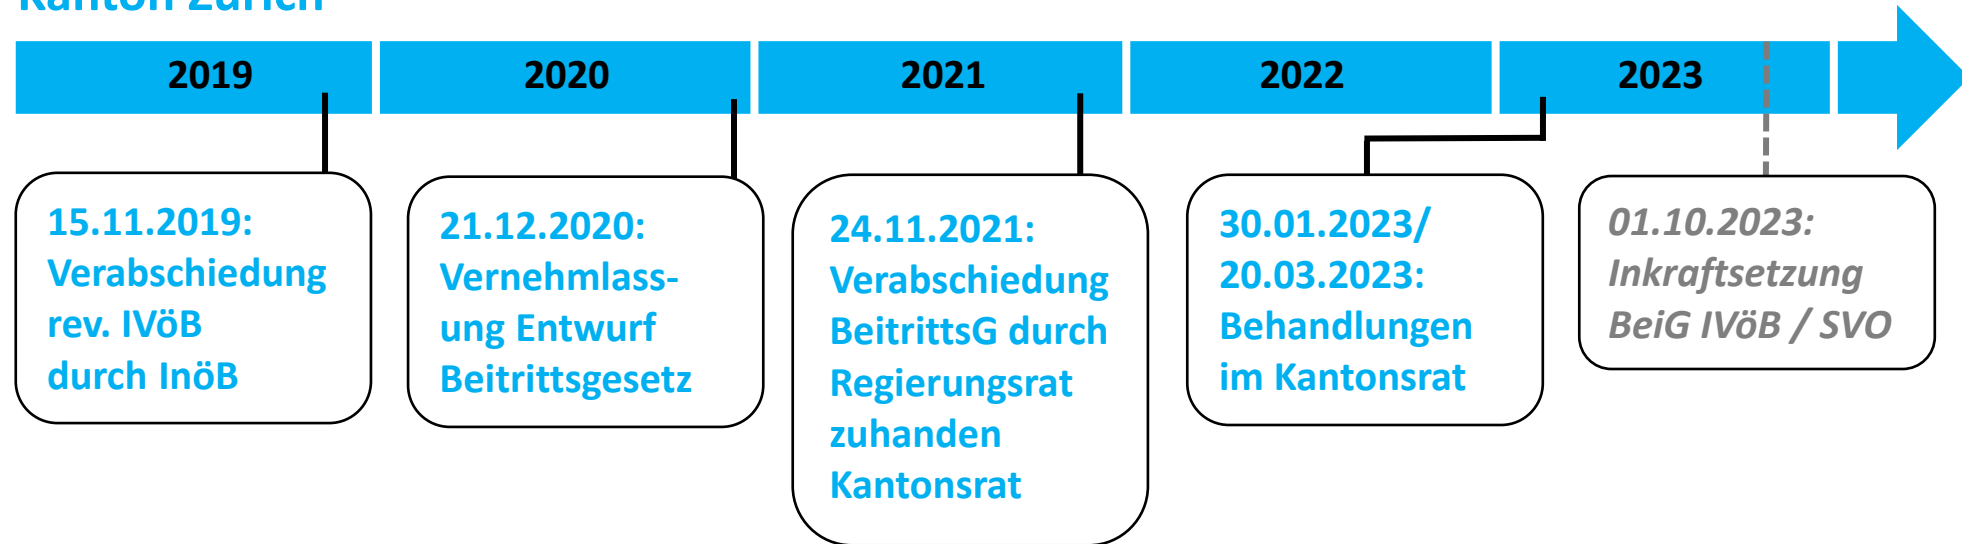 Kanton Zürich
2019 2020 2021 2022 2023
15.11.2019:
Verabschiedung
rev. IVöB
durch InöB
21.12.2020:
Vernehmlass-
ung Entwurf
Beitrittsgesetz
24.11.2021:
Verabschiedung
BeitrittsG durch
Regierungsrat
zuhanden
Kantonsrat
30.01.2023/
20.03.2023:
Behandlungen
im Kantonsrat
01.10.2023:
Inkraftsetzung
BeiG IVöB / SVO